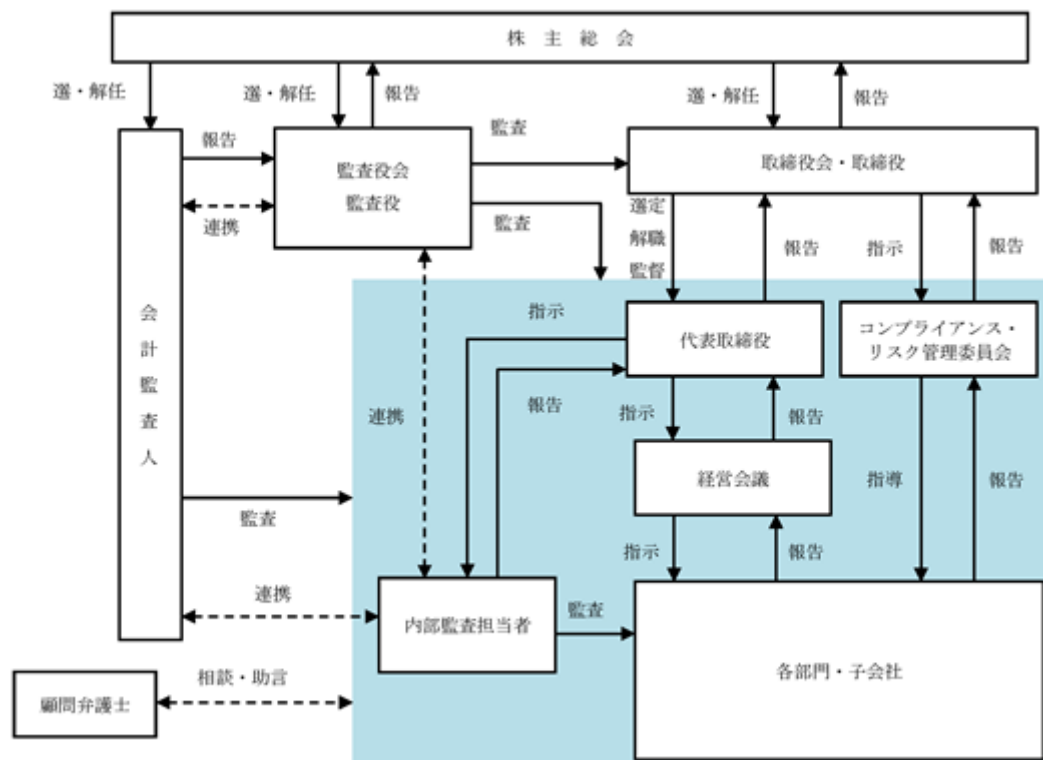 株主総会
選・解任
選・解任
報告
選・解任
報告
報告
監査役会
監査役
監査
取締役会・取締役
連携
監査
選定
解職
監督
報告
指示
報告
会計監査人
指示
代表取締役
コンプライアンス・
リスク管理委員会
連携
報告
指示
報告
経営会議
指導
報告
監査
指示
報告
連携
内部監査担当者
監査
各部門・子会社
相談・助言
顧問弁護士